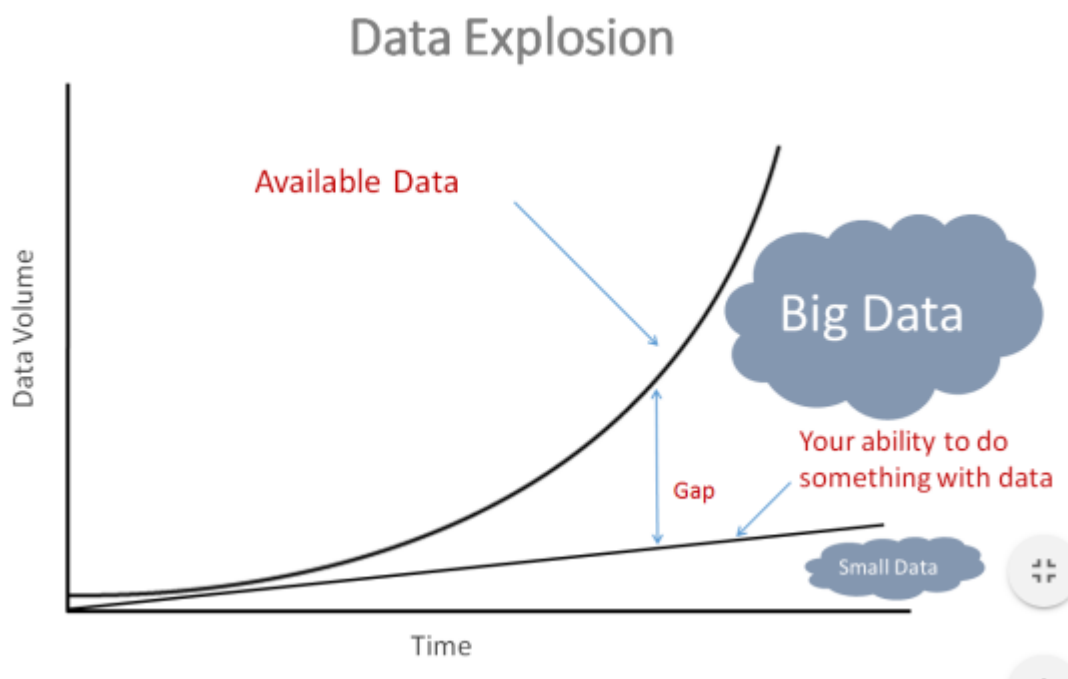 Data Explosion
Available Data
Data Volume
Big Data
Your ability to do
something with data
Gap
Small Data
Time